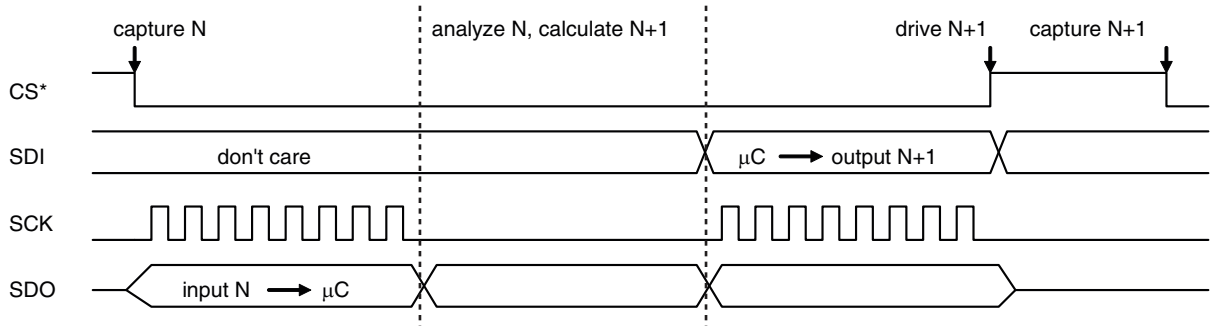 capture N
analyze N, calculate N+1
drive N+1
capture N+1
CS*
SDI
don't care
μC
output N+1
SCK
SDO
input N
μC